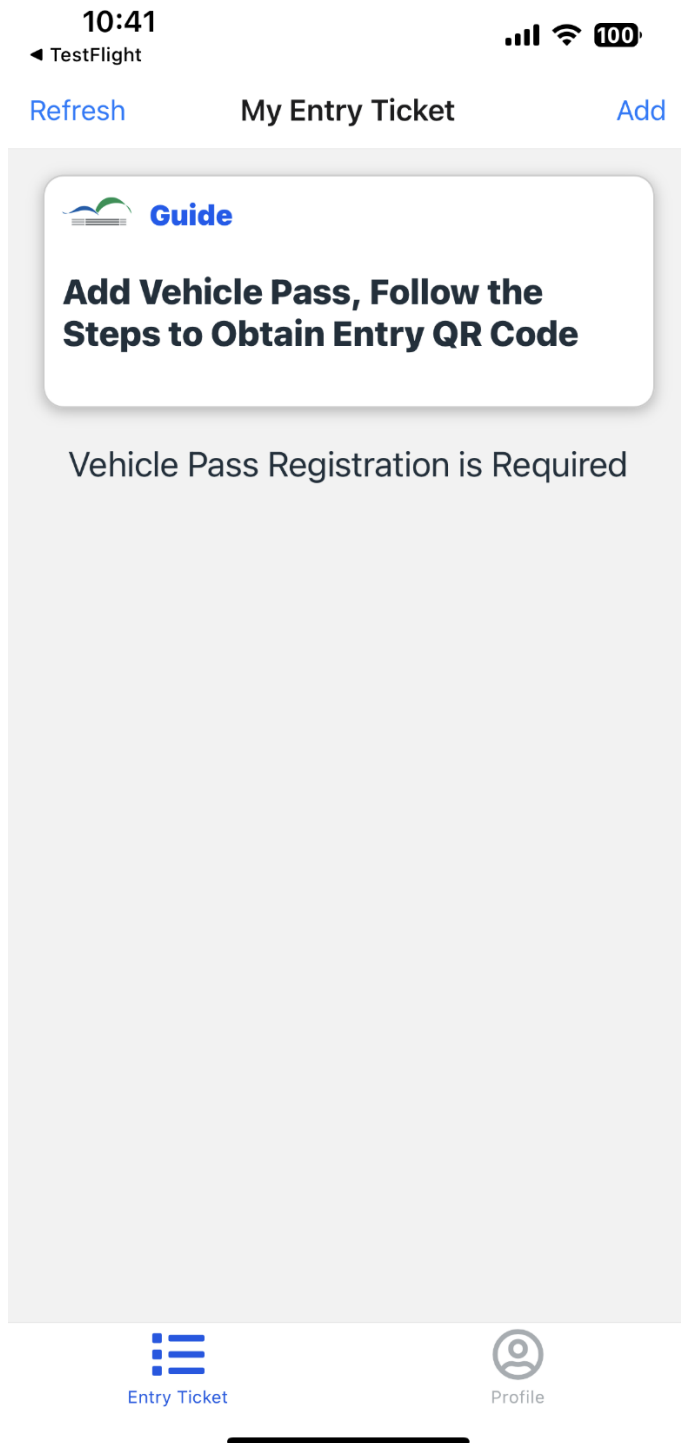 10:41
◀ TestFlight
100
Refresh
My Entry Ticket
Add
Guide
Add Vehicle Pass, Follow the
Steps to Obtain Entry QR Code
Vehicle Pass Registration is Required
Entry Ticket
Profile